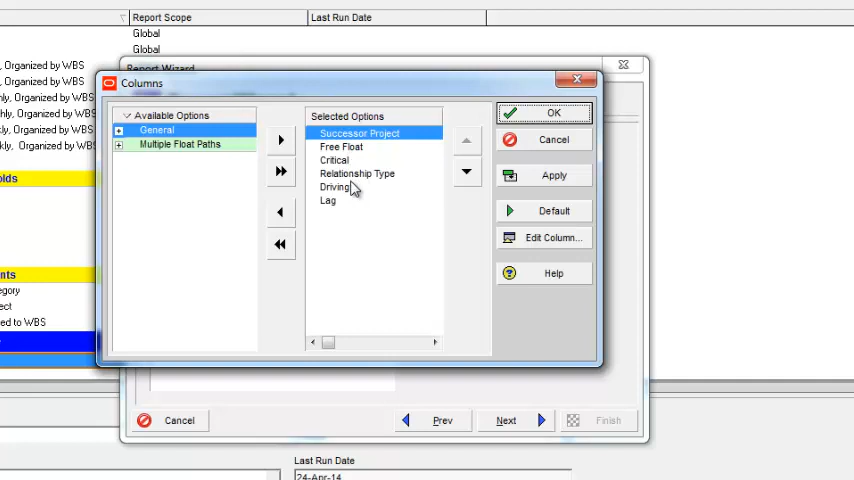 Report Scope
Last Run Date
Global
Global
, Organized by WBS
, Organized by WBS
hly, Organized by WBS
hly, Organized by WBS
kly, Organized by WBS
kly, Organized by WBS
olds
ents
egory
ect
ed to WBS
Report Wizard
Columns
Available Options
General
Multiple Float Paths
Selected Options
Successor Project
Free Float
Critical
Relationship Type
Driving
Lag
OK
Cancel
Apply
Default
Edit Column...
Help
Cancel
Prev
Next
Finish
Last Run Date
24-Apr-14